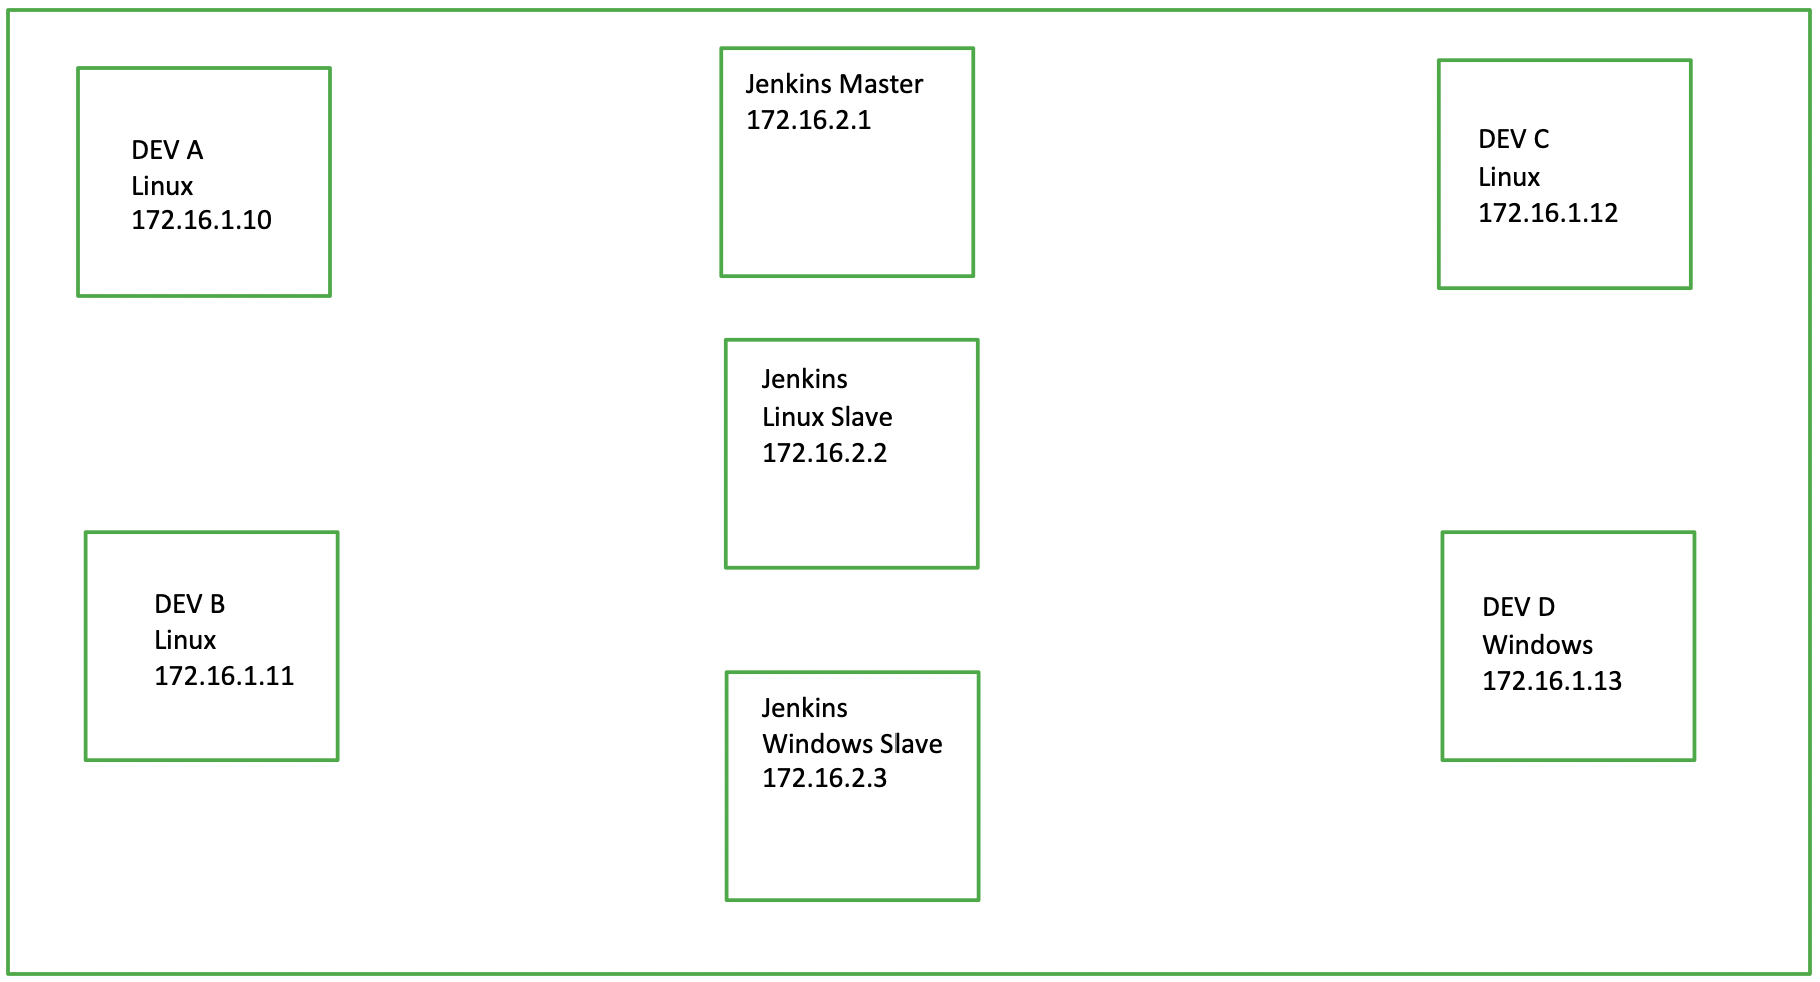 DEV A
Linux
172.16.1.10
Jenkins Master
172.16.2.1
DEV C
Linux
172.16.1.12
Jenkins
Linux Slave
172.16.2.2
DEV B
Linux
172.16.1.11
Jenkins
Windows Slave
172.16.2.3
DEV D
Windows
172.16.1.13